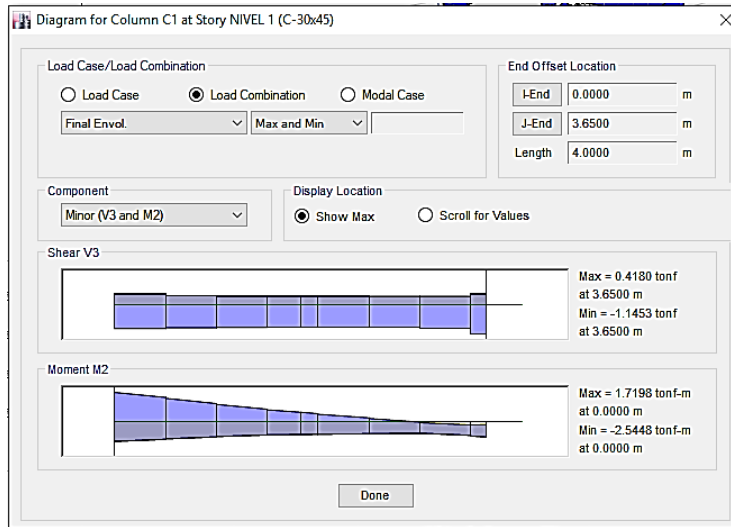 Diagram for Column C1 at Story NIVEL 1 (C-30x45)
Load Case/Load Combination
Load Case Load Combination Modal Case
Final Envol. Max and Min
End Offset Location
I-End 0.0000 m
J-End 3.6500 m
Length 4.0000 m
Component
Minor (V3 and M2)
Display Location
Show Max Scroll for Values
Shear V3
Max = 0.4180 tonf
at 3.6500 m
Min = -1.1453 tonf
at 3.6500 m
Moment M2
Max = 1.7198 tonf-m
at 0.0000 m
Min = -2.5448 tonf-m
at 0.0000 m
Done